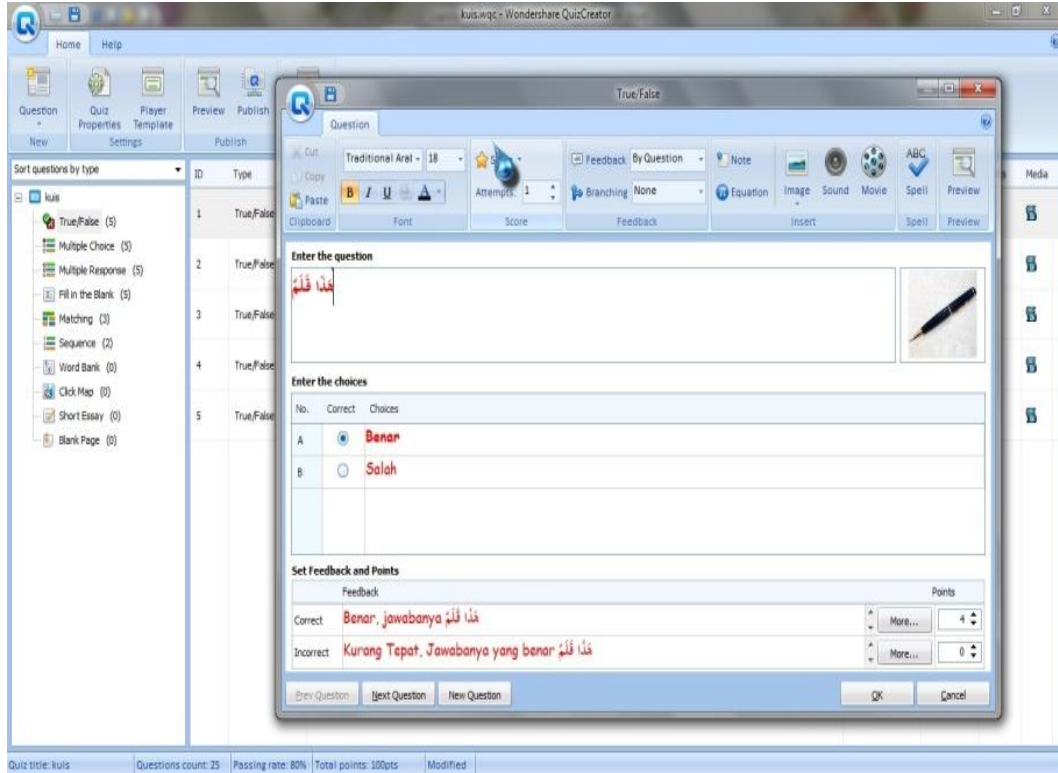 kuis.wqc - Wondershare QuizCreator
Home Help
Question
Quiz Properties
Player Template
Preview
Publish
New
Settings
Publish
Sort questions by type
kuis
True/False (5)
Multiple Choice (5)
Multiple Response (5)
Fill in the Blank (5)
Matching (3)
Sequence (2)
Word Bank (0)
Click Map (0)
Short Essay (0)
Blank Page (0)
ID Type Media
1 True/False
2 True/False
3 True/False
4 True/False
5 True/False
True/False
Question
Cut
Copy
Paste
Clipboard
Traditional Arat 18
B I U A
Font
Attempts: 1
Score
Feedback By Question
Branching None
Feedback
Note
Equation
Image Sound Movie
Insert
ABC
Spell
Spell
Preview
Preview
Enter the question
هَذَا قَلَمٌ
Enter the choices
No. Correct Choices
A Benar
B Salah
Set Feedback and Points
Feedback Points
Correct Benar, jawabanya هَذَا قَلَمٌ More... 4
Incorrect Kurang Tepat, Jawabanya yang benar هَذَا قَلَمٌ More... 0
Prev Question Next Question New Question OK Cancel
Quiz title: kuis Questions count: 25 Passing rate: 80% Total points: 100pts Modified